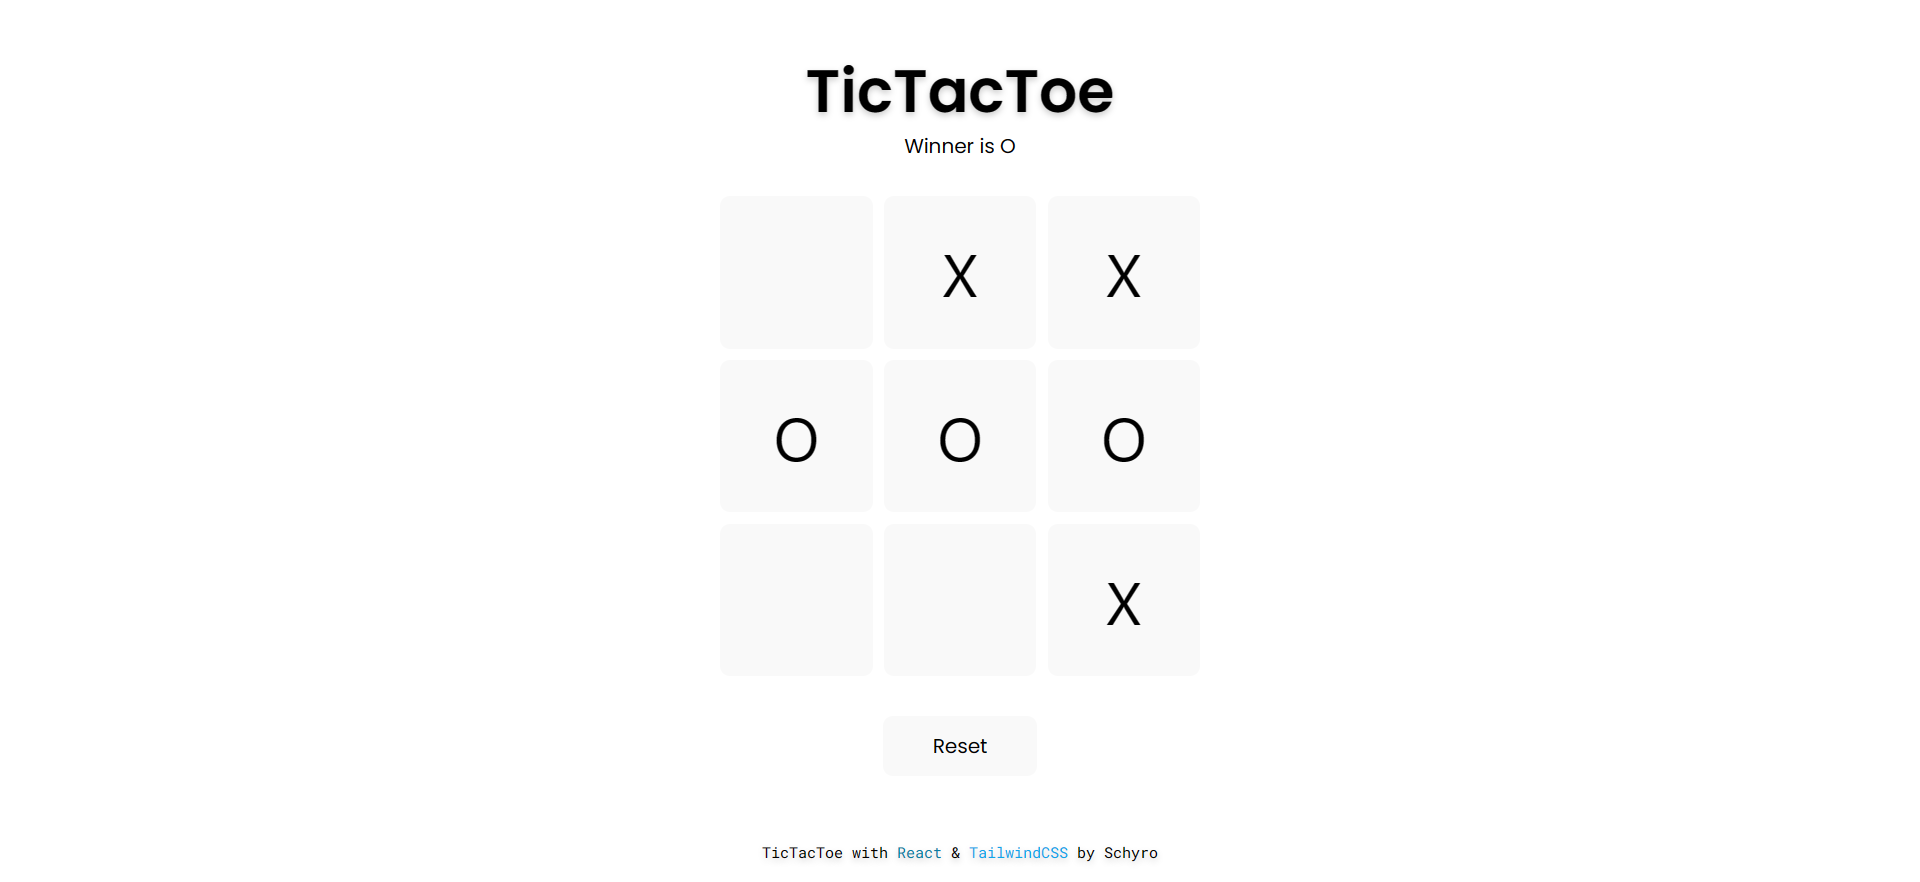 TicTacToe
Winner is O
X X
O O O
X
Reset
TicTacToe with React & TailwindCSS by Schyro